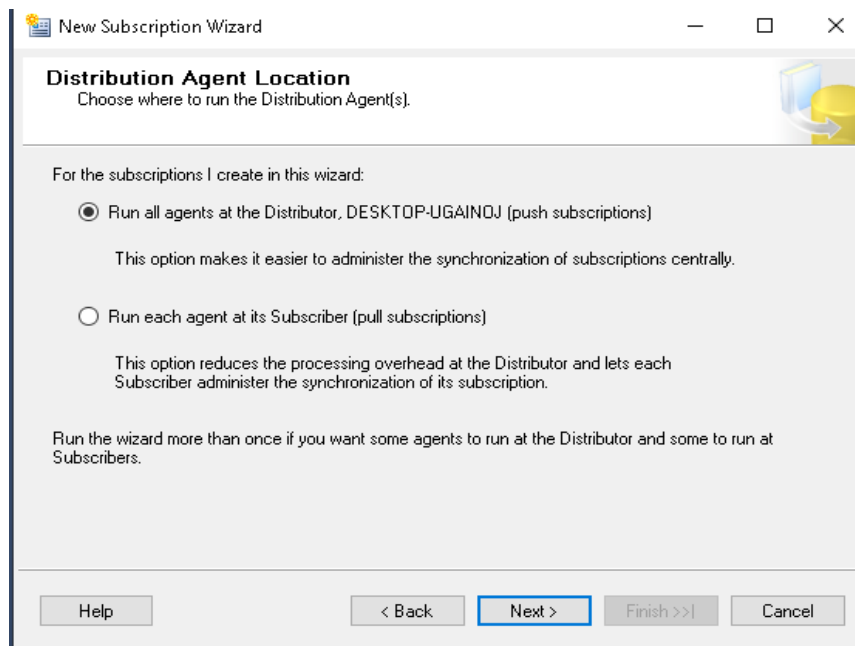 New Subscription Wizard
Distribution Agent Location
Choose where to run the Distribution Agent(s).
For the subscriptions I create in this wizard:
Run all agents at the Distributor, DESKTOP-UGAINOJ (push subscriptions)
This option makes it easier to administer the synchronization of subscriptions centrally.
Run each agent at its Subscriber (pull subscriptions)
This option reduces the processing overhead at the Distributor and lets each
Subscriber administer the synchronization of its subscription.
Run the wizard more than once if you want some agents to run at the Distributor and some to run at
Subscribers.
Help
< Back
Next >
Finish >>|
Cancel